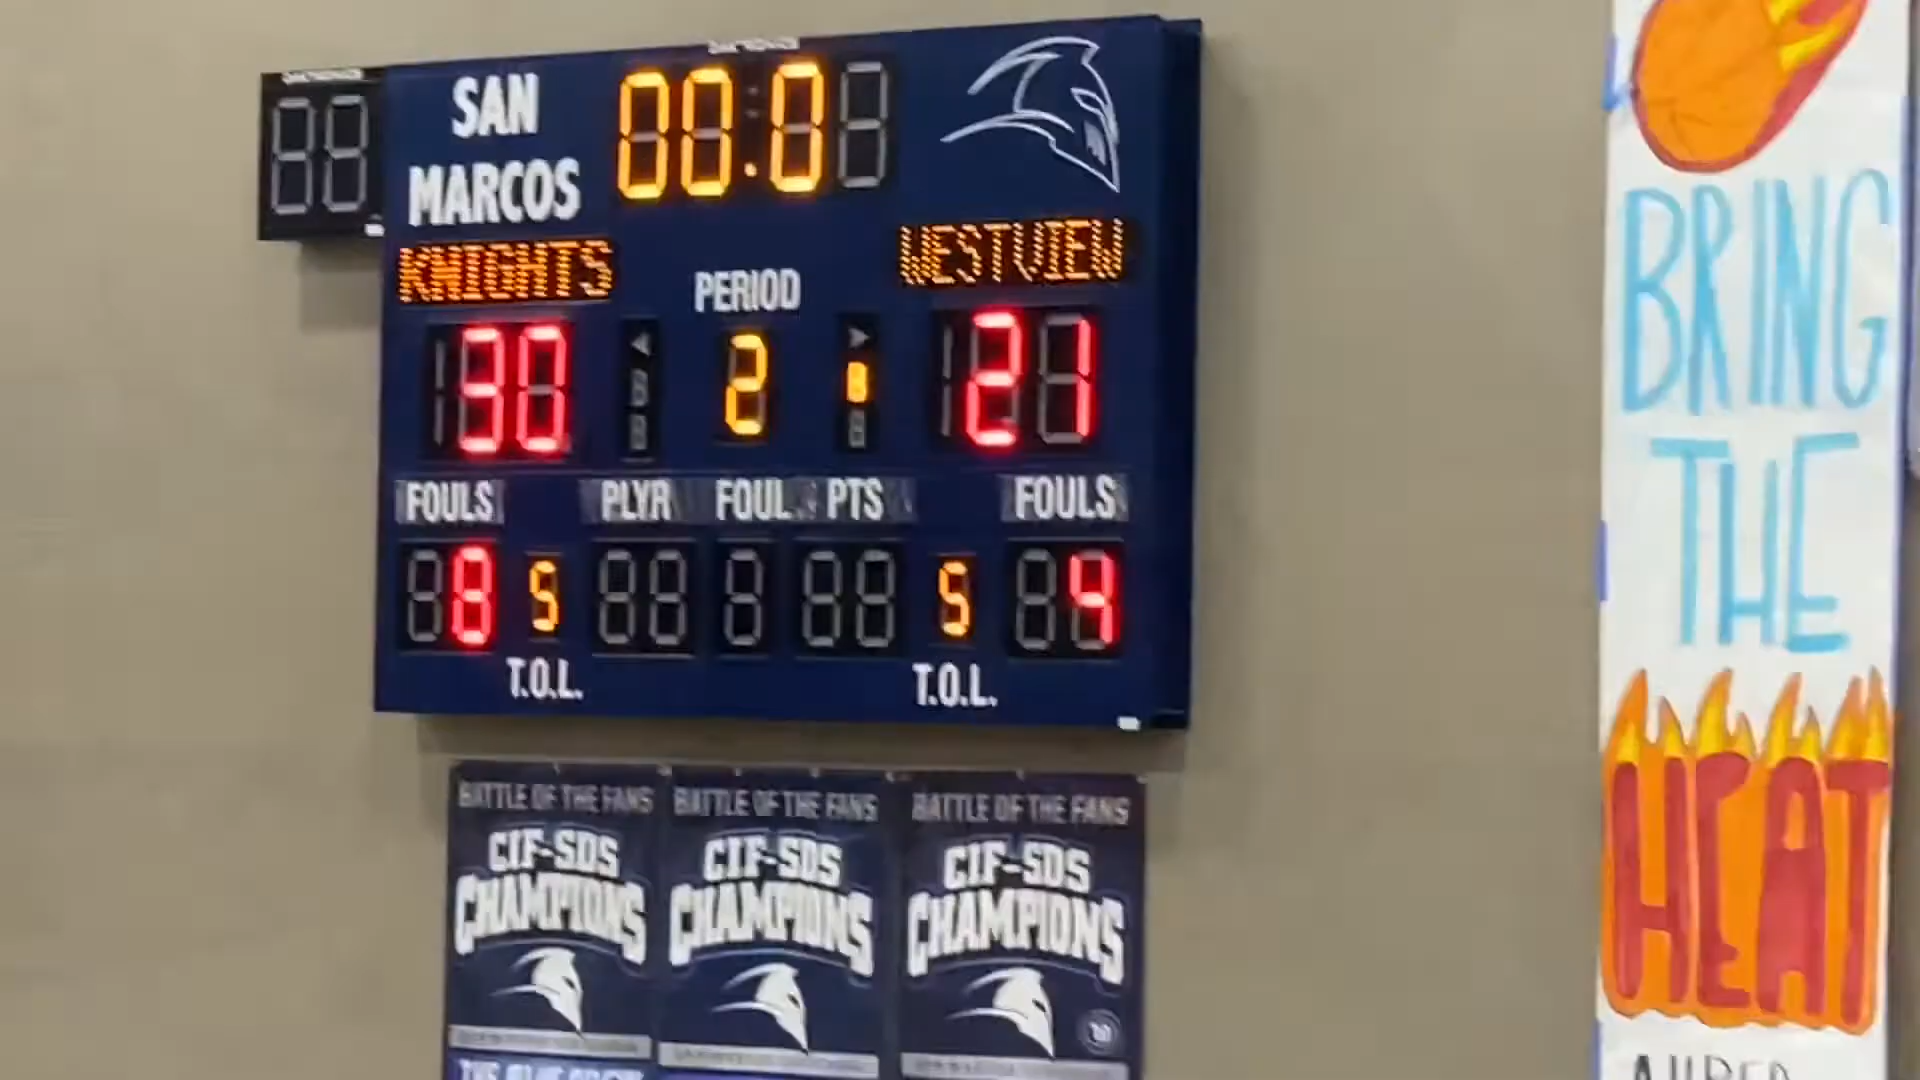 SAN
MARCOS
00.0
KNIGHTS
WESTVIEW
PERIOD
30
2
B
21
FOULS
PLYR
FOUL
PTS
FOULS
8
5
5
4
T.O.L.
T.O.L.
BATTLE OF THE FANS
CIF-SDS
CHAMPIONS
BATTLE OF THE FANS
CIF-SDS
CHAMPIONS
BATTLE OF THE FANS
CIF-SDS
CHAMPIONS
BRING
THE
HEAT